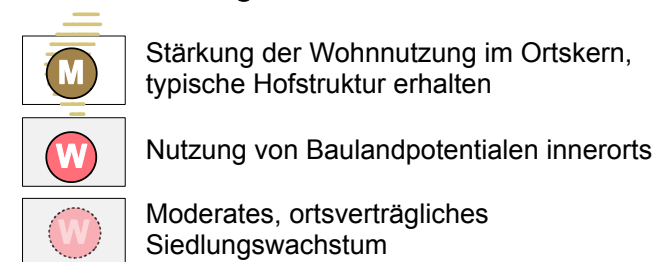 M
Stärkung der Wohnnutzung im Ortskern,
typische Hofstruktur erhalten
W
Nutzung von Baulandpotentialen innerorts
W
Moderates, ortsverträgliches
Siedlungswachstum